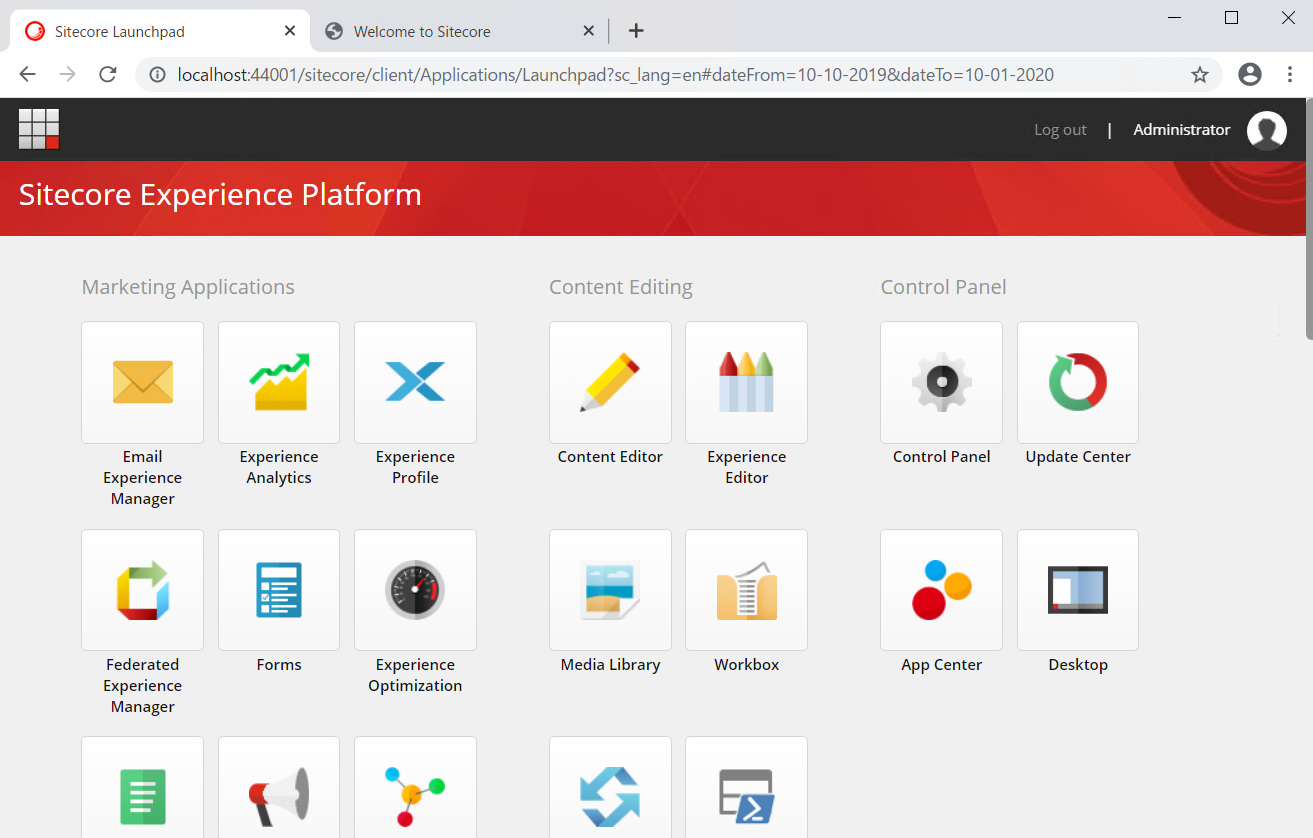 Sitecore Launchpad
Welcome to Sitecore
localhost:44001/sitecore/client/Applications/Launchpad?sc_lang=en#dateFrom=10-10-2019&dateTo=10-01-2020
Log out | Administrator
Sitecore Experience Platform
Marketing Applications
Email
Experience
Manager
Experience
Analytics
Experience
Profile
Federated
Experience
Manager
Forms
Experience
Optimization
Content Editing
Content Editor
Experience
Editor
Media Library
Workbox
Control Panel
Control Panel
Update Center
App Center
Desktop